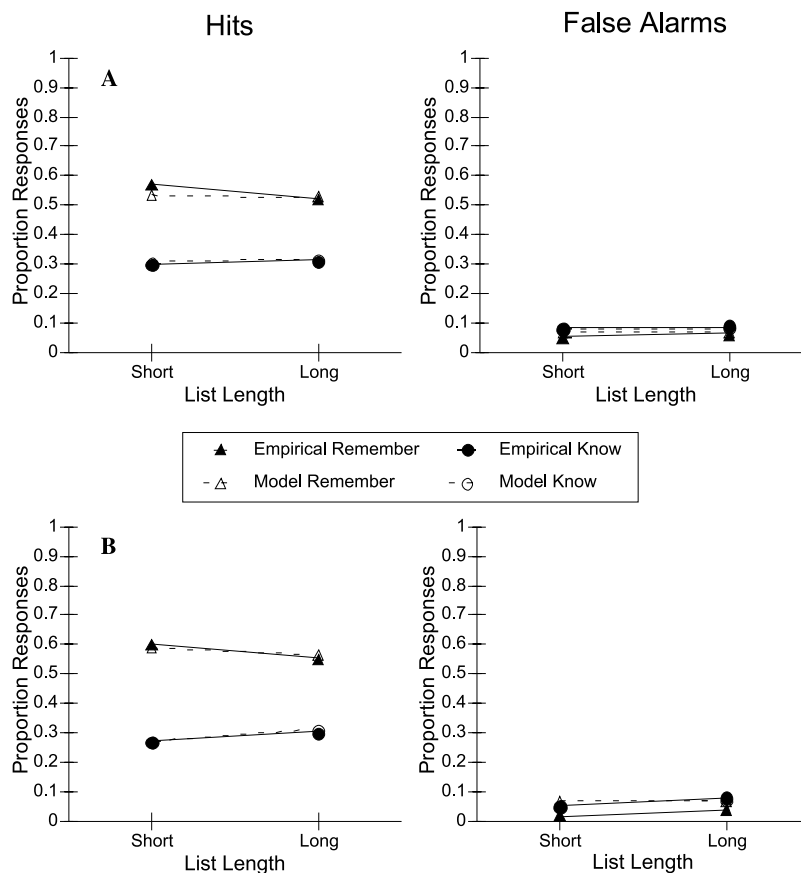 Hits
False Alarms
A
Proportion Responses
1
0.9
0.8
0.7
0.6
0.5
0.4
0.3
0.2
0.1
0
Short
Long
List Length
Proportion Responses
1
0.9
0.8
0.7
0.6
0.5
0.4
0.3
0.2
0.1
0
Short
Long
List Length
Empirical Remember
Empirical Know
Model Remember
Model Know
B
Proportion Responses
1
0.9
0.8
0.7
0.6
0.5
0.4
0.3
0.2
0.1
0
Short
Long
List Length
Proportion Responses
1
0.9
0.8
0.7
0.6
0.5
0.4
0.3
0.2
0.1
0
Short
Long
List Length